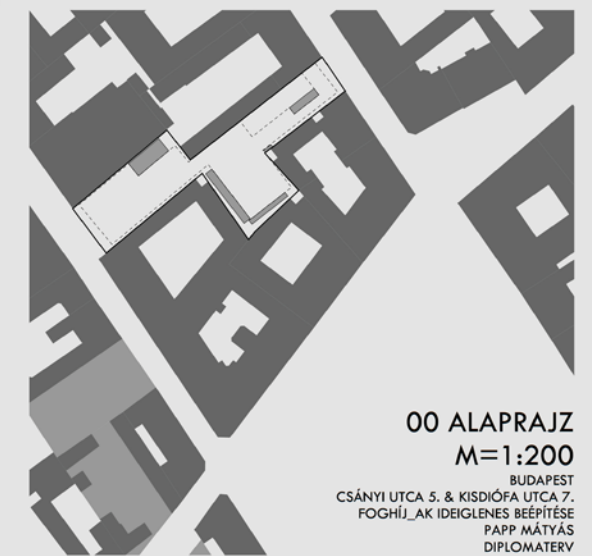 00 ALAPRAJZ
M=1:200
BUDAPEST
CSÁNYI UTCA 5. & KISDIÓFA UTCA 7.
FOGHÍJ_AK IDEIGLENES BEÉPÍTÉSE
PAPP MÁTYÁS
DIPLOMATERV